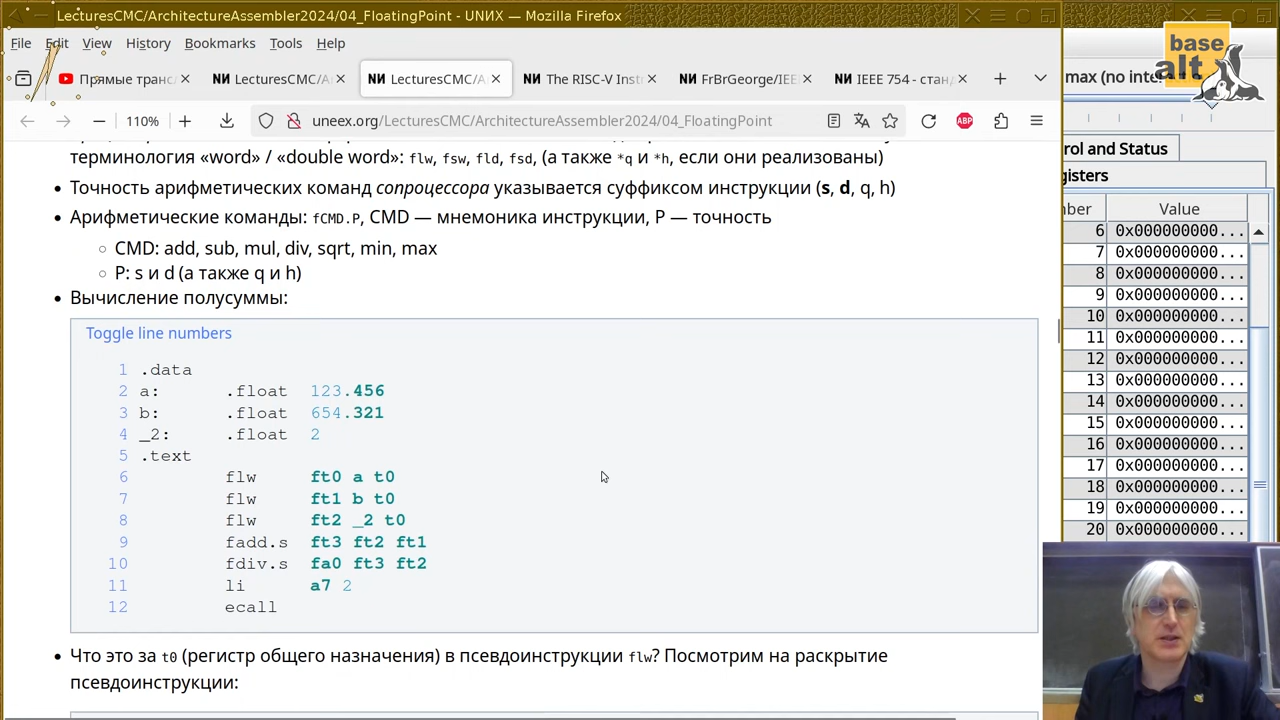 LecturesCMC/ArchitectureAssembler2024/04_FloatingPoint - UNИX — Mozilla Firefox
File Edit View History Bookmarks Tools Help
base
alt
max (no inte
Прямые транс
LecturesCMC/A
LecturesCMC/A
The RISC-V Inst
FrBrGeorge/IEE
IEEE 754 - стан
110%
uneex.org/LecturesCMC/ArchitectureAssembler2024/04_FloatingPoint
ABP
терминология «word» / «double word»: flw, fsw, fld, fsd, (а также *q и *h, если они реализованы)
• Точность арифметических команд сопроцессора указывается суффиксом инструкции (s, d, q, h)
• Арифметические команды: fCMD.P, CMD — мнемоника инструкции, P — точность
○ CMD: add, sub, mul, div, sqrt, min, max
○ P: s и d (а также q и h)
• Вычисление полусуммы:
Toggle line numbers
1 .data
2 a: .float 123.456
3 b: .float 654.321
4 _2: .float 2
5 .text
6 flw ft0 a t0
7 flw ft1 b t0
8 flw ft2 _2 t0
9 fadd.s ft3 ft2 ft1
10 fdiv.s fa0 ft3 ft2
11 li a7 2
12 ecall
• Что это за t0 (регистр общего назначения) в псевдоинструкции flw? Посмотрим на раскрытие
псевдоинструкции:
rol and Status
gisters
nber Value
6 0x000000000...
7 0x000000000...
8 0x000000000...
9 0x000000000...
10 0x000000000...
11 0x000000000...
12 0x000000000...
13 0x000000000...
14 0x000000000...
15 0x000000000...
16 0x000000000...
17 0x000000000...
18 0x000000000...
19 0x000000000...
20 0x000000000...